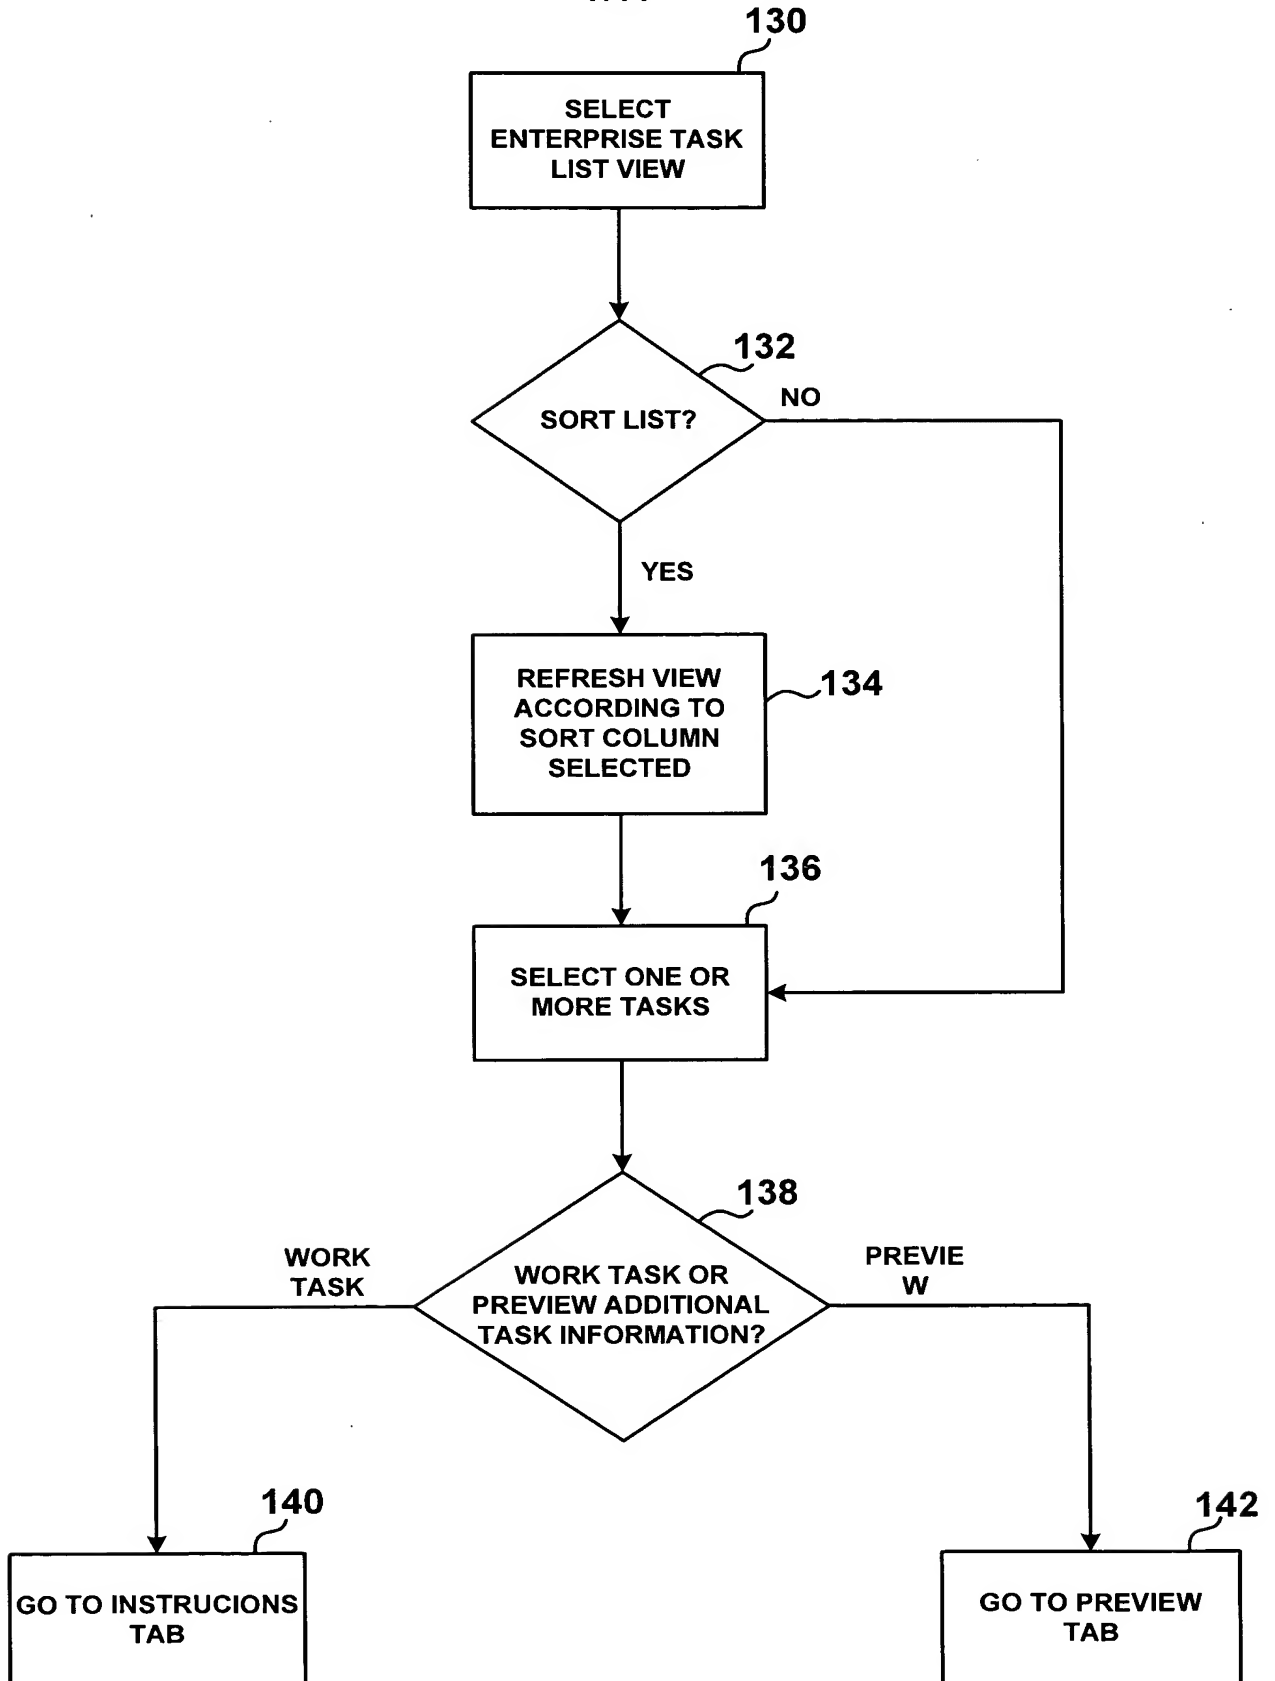 130
SELECT
ENTERPRISE TASK
LIST VIEW
132
SORT LIST?
NO
YES
REFRESH VIEW
ACCORDING TO
SORT COLUMN
SELECTED
134
136
SELECT ONE OR
MORE TASKS
138
WORK
TASK
WORK TASK OR
PREVIEW ADDITIONAL
TASK INFORMATION?
PREVIE
W
140
GO TO INSTRUCIONS
TAB
142
GO TO PREVIEW
TAB